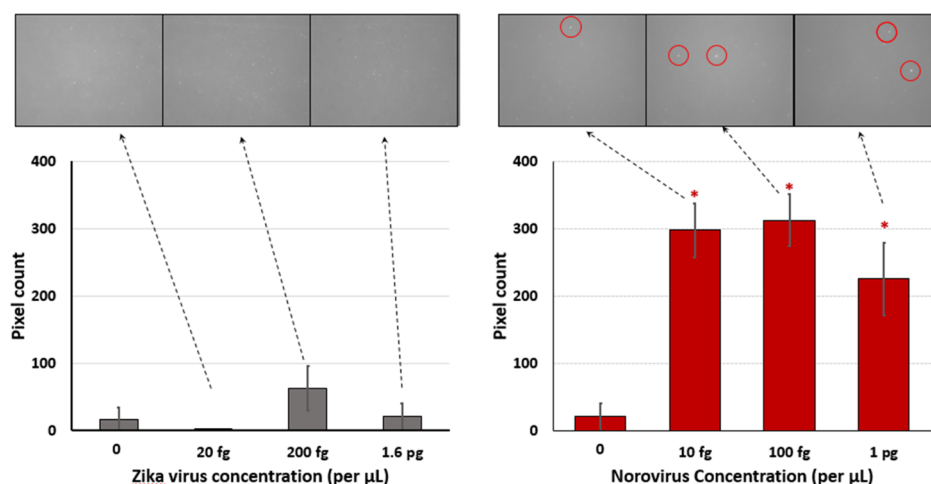 400
300
200
100
0
Pixel count
0 20 fg 200 fg 1.6 pg
Zika virus concentration (per µL)
400
300
200
100
0
Pixel count
* * *
0 10 fg 100 fg 1 pg
Norovirus Concentration (per µL)